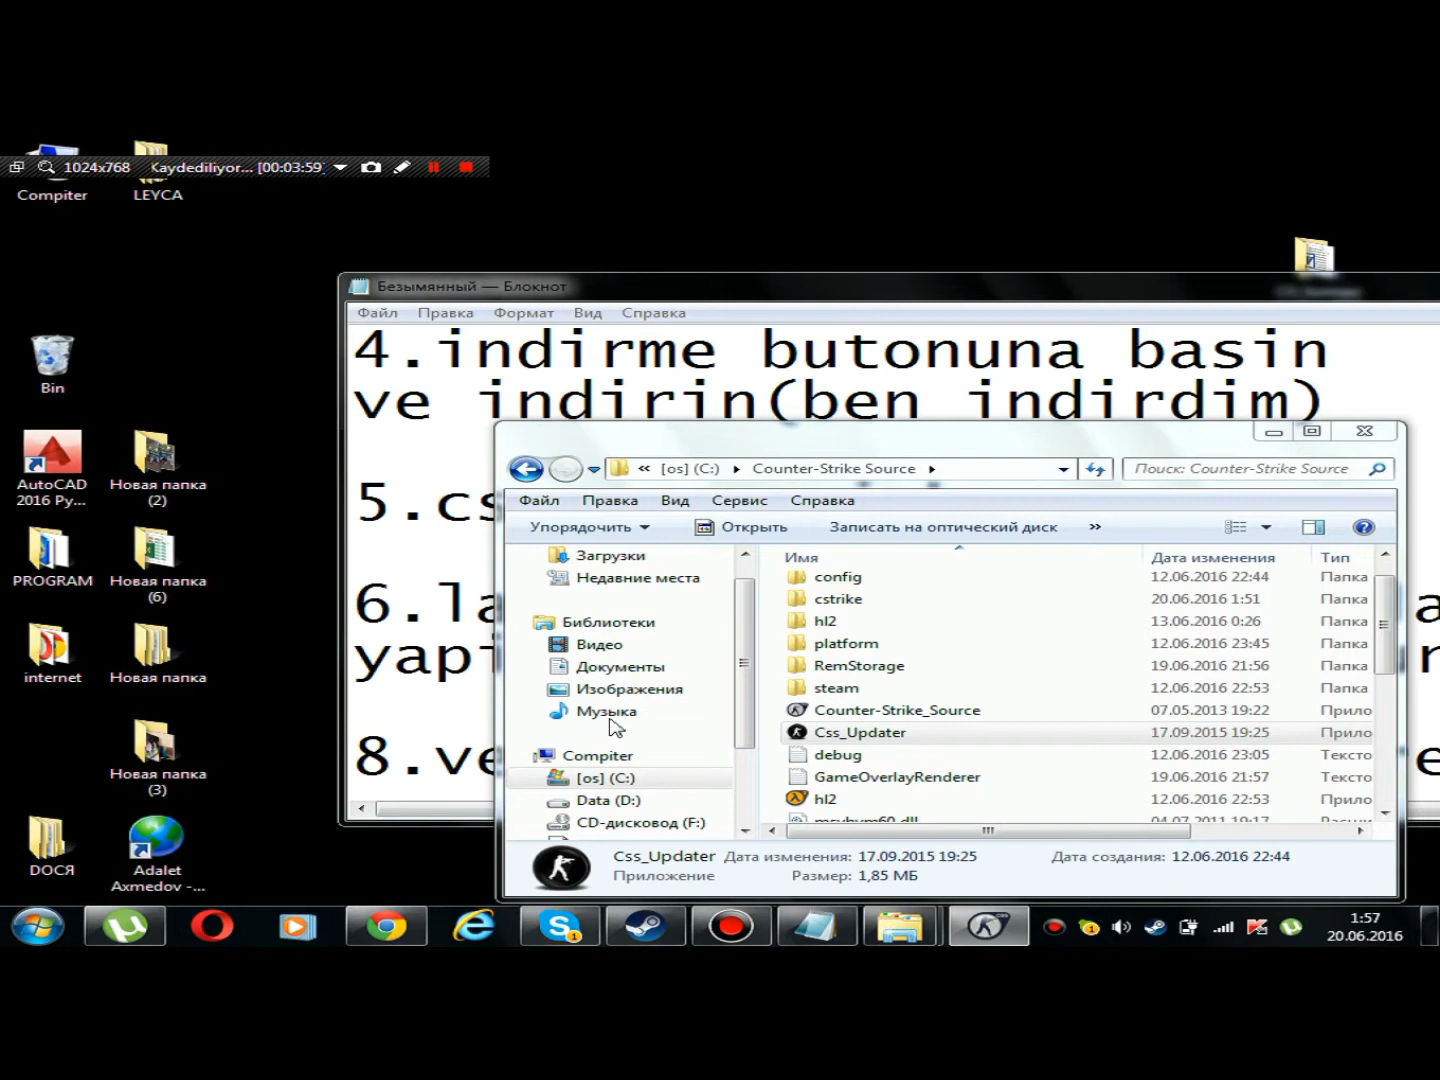 1024x768 Kaydediliyor... [00:03:59]
Compiter
LEYCA
Bin
AutoCAD
2016 Ру...
Новая папка
(2)
PROGRAM
Новая папка
(6)
internet
Новая папка
Новая папка
(3)
DOCЯ
Adalet
Axmedov -...
Безымянный — Блокнот
Файл Правка Формат Вид Справка
4.indirme butonuna basin
ve indirin(ben indirdim)
5.cs
6.la
yapi
8.ve
« [os] (C:) Counter-Strike Source
Поиск: Counter-Strike Source
Файл Правка Вид Сервис Справка
Упорядочить Открыть Записать на оптический диск »
Загрузки
Недавние места
Библиотеки
Видео
Документы
Изображения
Музыка
Compiter
[os] (C:)
Data (D:)
CD-дисковод (F:)
Имя Дата изменения Тип
config 12.06.2016 22:44 Папка
cstrike 20.06.2016 1:51 Папка
hl2 13.06.2016 0:26 Папка
platform 12.06.2016 23:45 Папка
RemStorage 19.06.2016 21:56 Папка
steam 12.06.2016 22:53 Папка
Counter-Strike_Source 07.05.2013 19:22 Прило
Css_Updater 17.09.2015 19:25 Прило
debug 12.06.2016 23:05 Тексто
GameOverlayRenderer 19.06.2016 21:57 Тексто
hl2 12.06.2016 22:53 Прило
Css_Updater Дата изменения: 17.09.2015 19:25 Дата создания: 12.06.2016 22:44
Приложение Размер: 1,85 МБ
1:57
20.06.2016